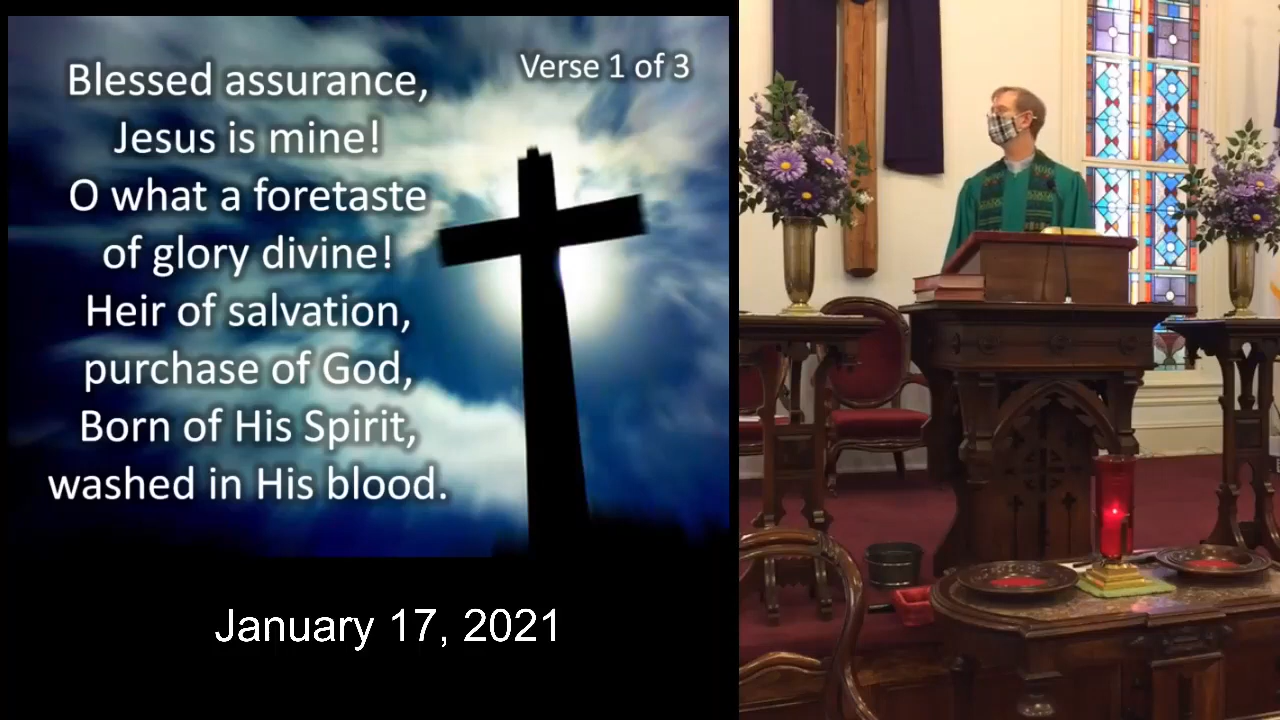 Blessed assurance,
Verse 1 of 3
Jesus is mine!
O what a foretaste
of glory divine!
Heir of salvation,
purchase of God,
Born of His Spirit,
washed in His blood.
January 17, 2021